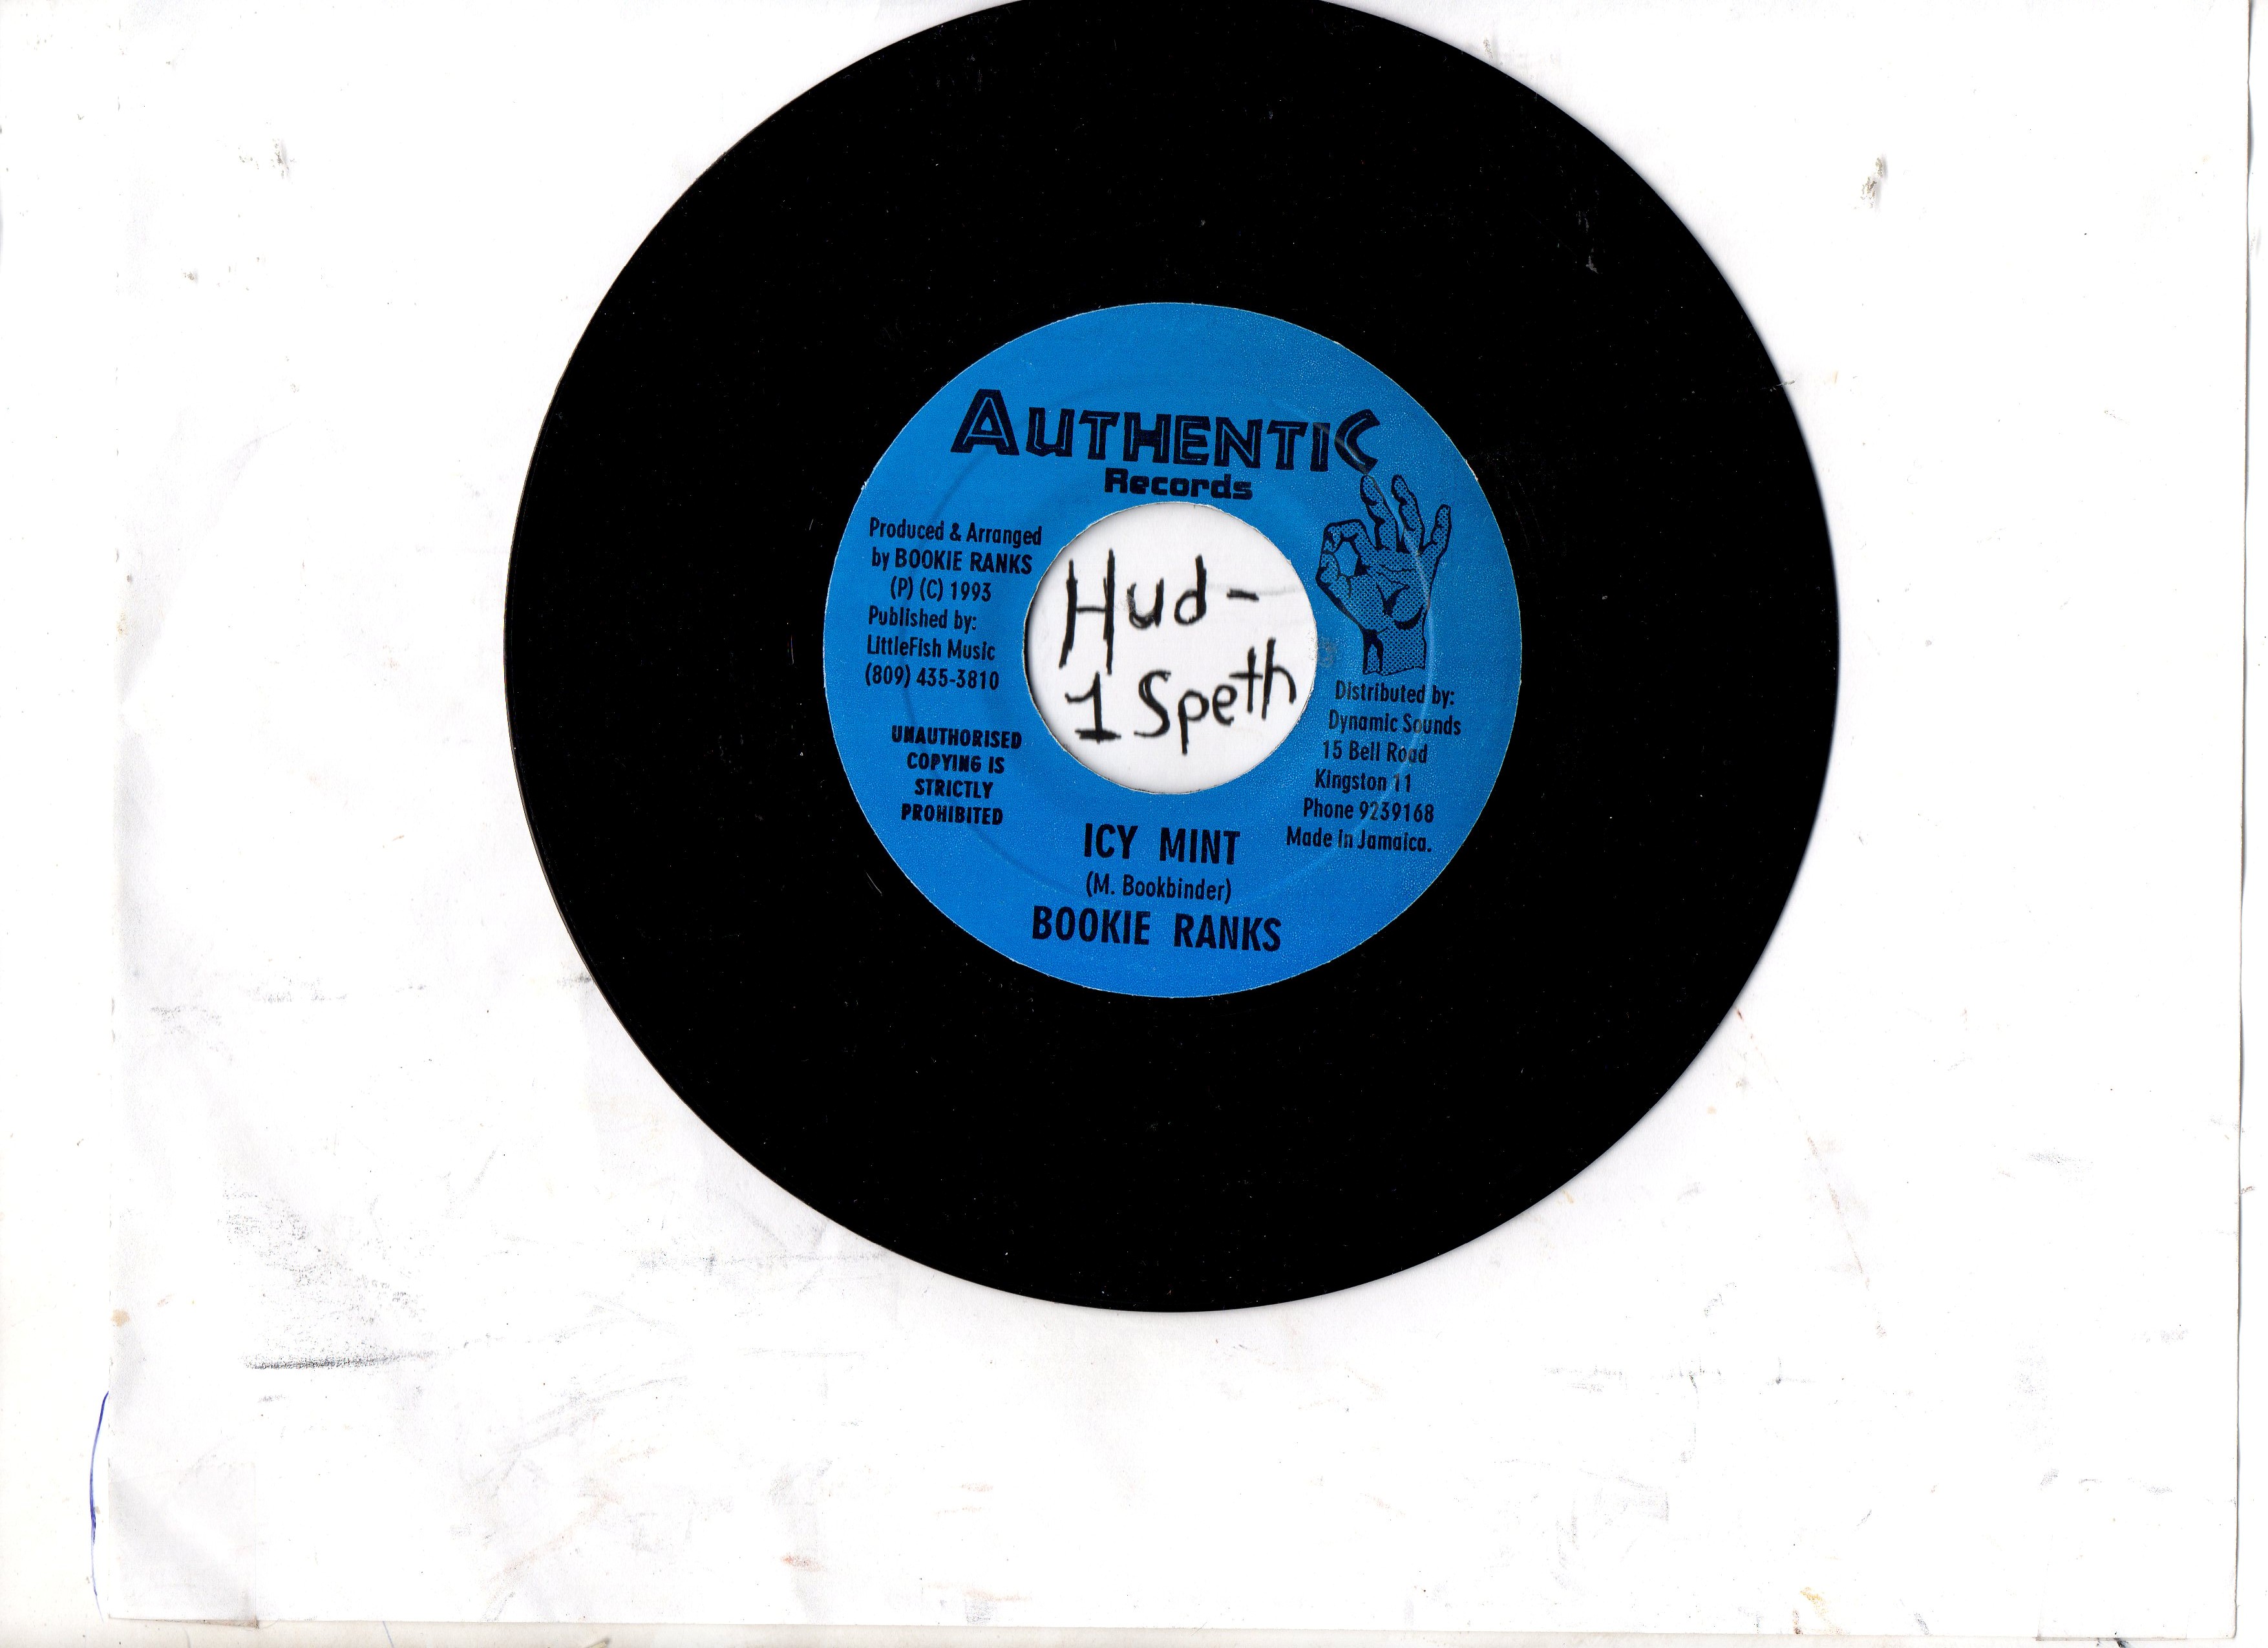 AUTHENTIC
Records
Produced & Arranged
by BOOKIE RANKS
(P) (C) 1993
Published by:
LittleFish Music
(809) 435-3810
UNAUTHORISED
COPYING IS
STRICTLY
PROHIBITED
Hud-
1 Speth
Distributed by:
Dynamic Sounds
15 Bell Road
Kingston 11
Phone 9239168
Made in Jamaica.
ICY MINT
(M. Bookbinder)
BOOKIE RANKS